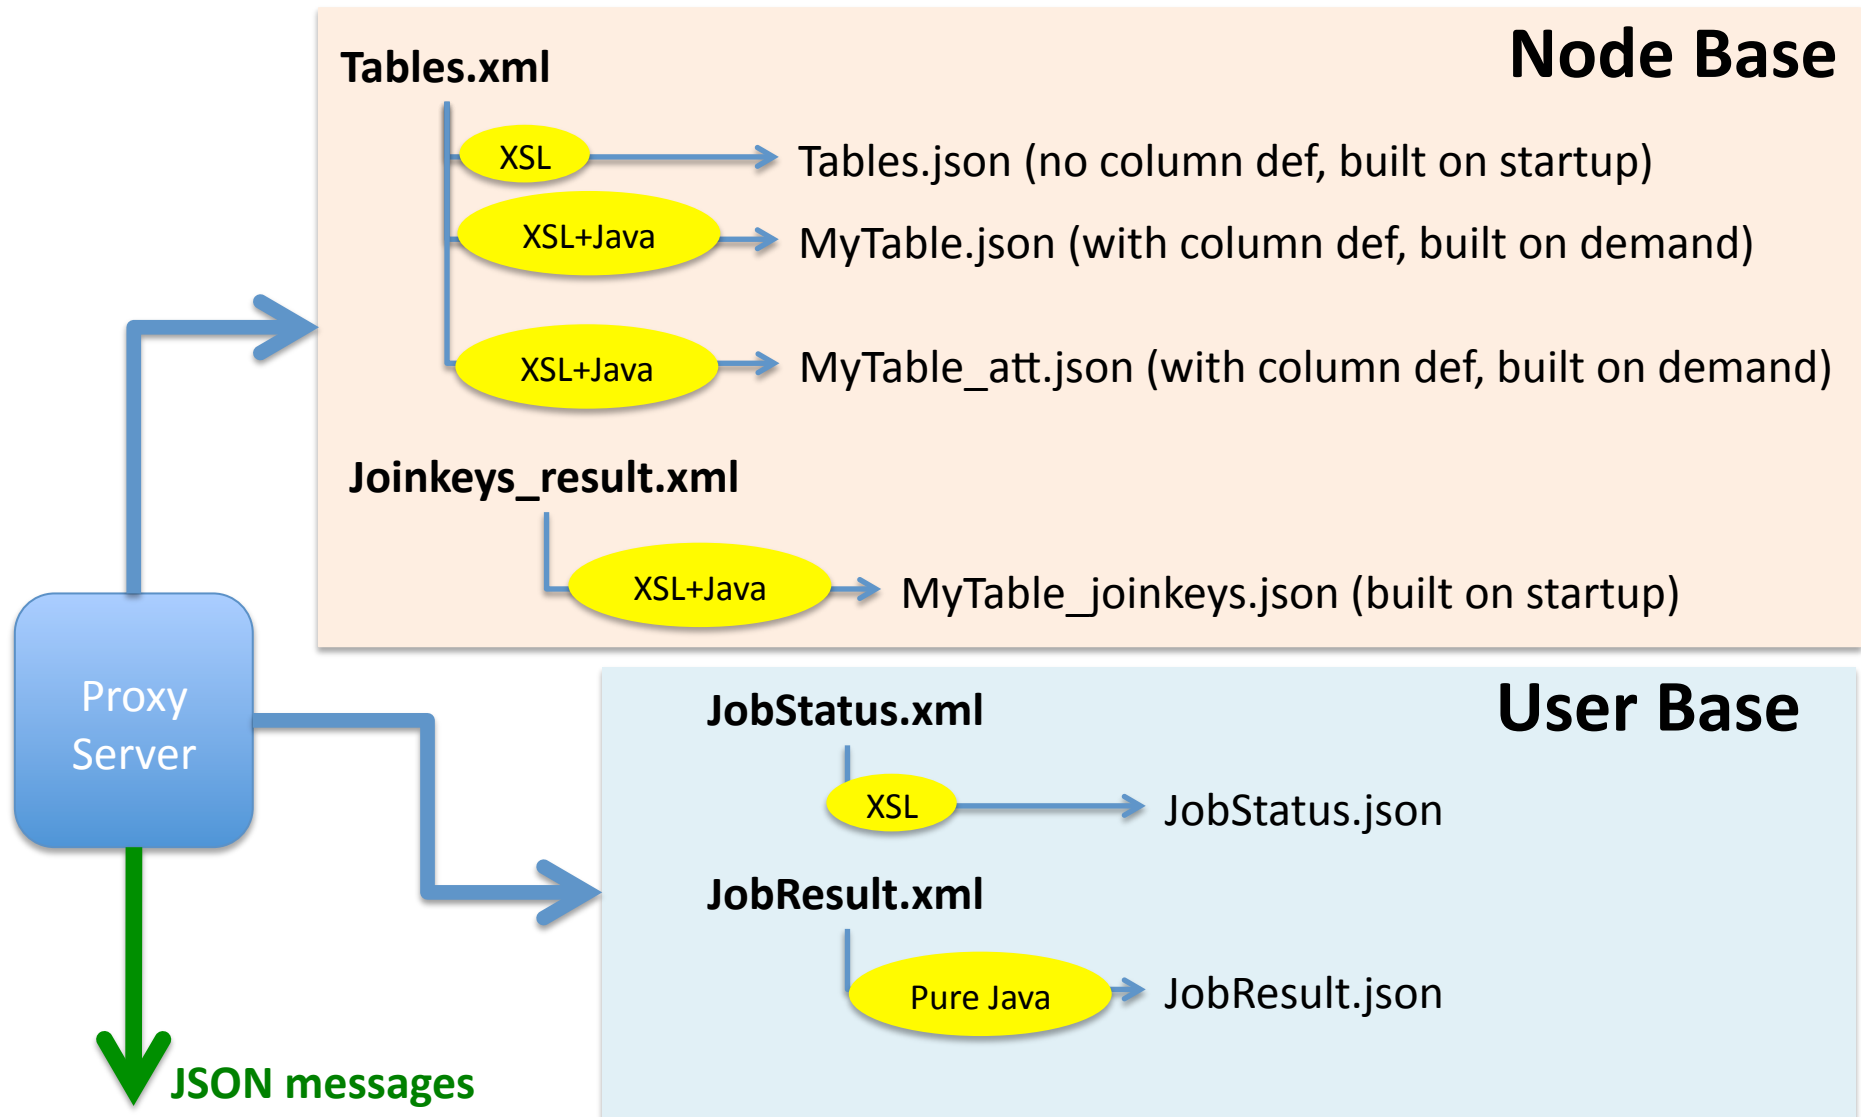 Node Base
Tables.xml
XSL
Tables.json (no column def, built on startup)
XSL+Java
MyTable.json (with column def, built on demand)
XSL+Java
MyTable_att.json (with column def, built on demand)
Joinkeys_result.xml
XSL+Java
MyTable_joinkeys.json (built on startup)
Proxy
Server
User Base
JobStatus.xml
XSL
JobStatus.json
JobResult.xml
Pure Java
JobResult.json
JSON messages